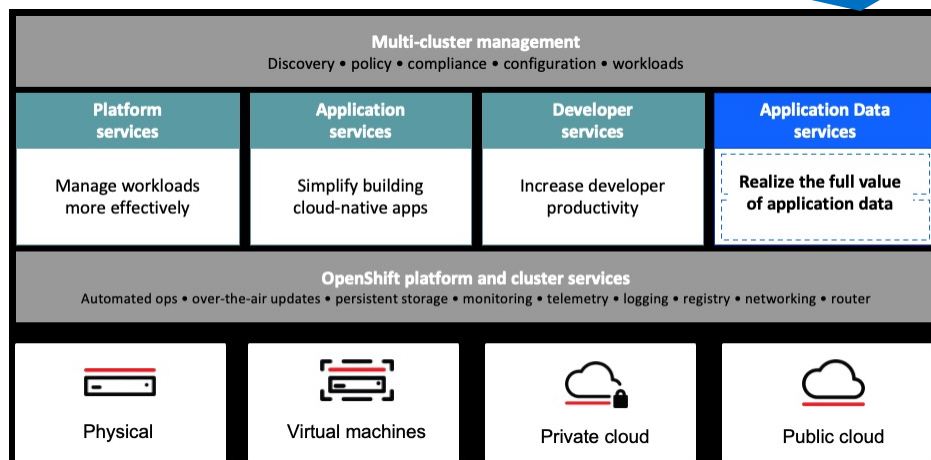 Multi-cluster management
Discovery • policy • compliance • configuration • workloads
Platform
services
Application
services
Developer
services
Application Data
services
Manage workloads
more effectively
Simplify building
cloud-native apps
Increase developer
productivity
Realize the full value
of application data
OpenShift platform and cluster services
Automated ops • over-the-air updates • persistent storage • monitoring • telemetry • logging • registry • networking • router
Physical
Virtual machines
Private cloud
Public cloud